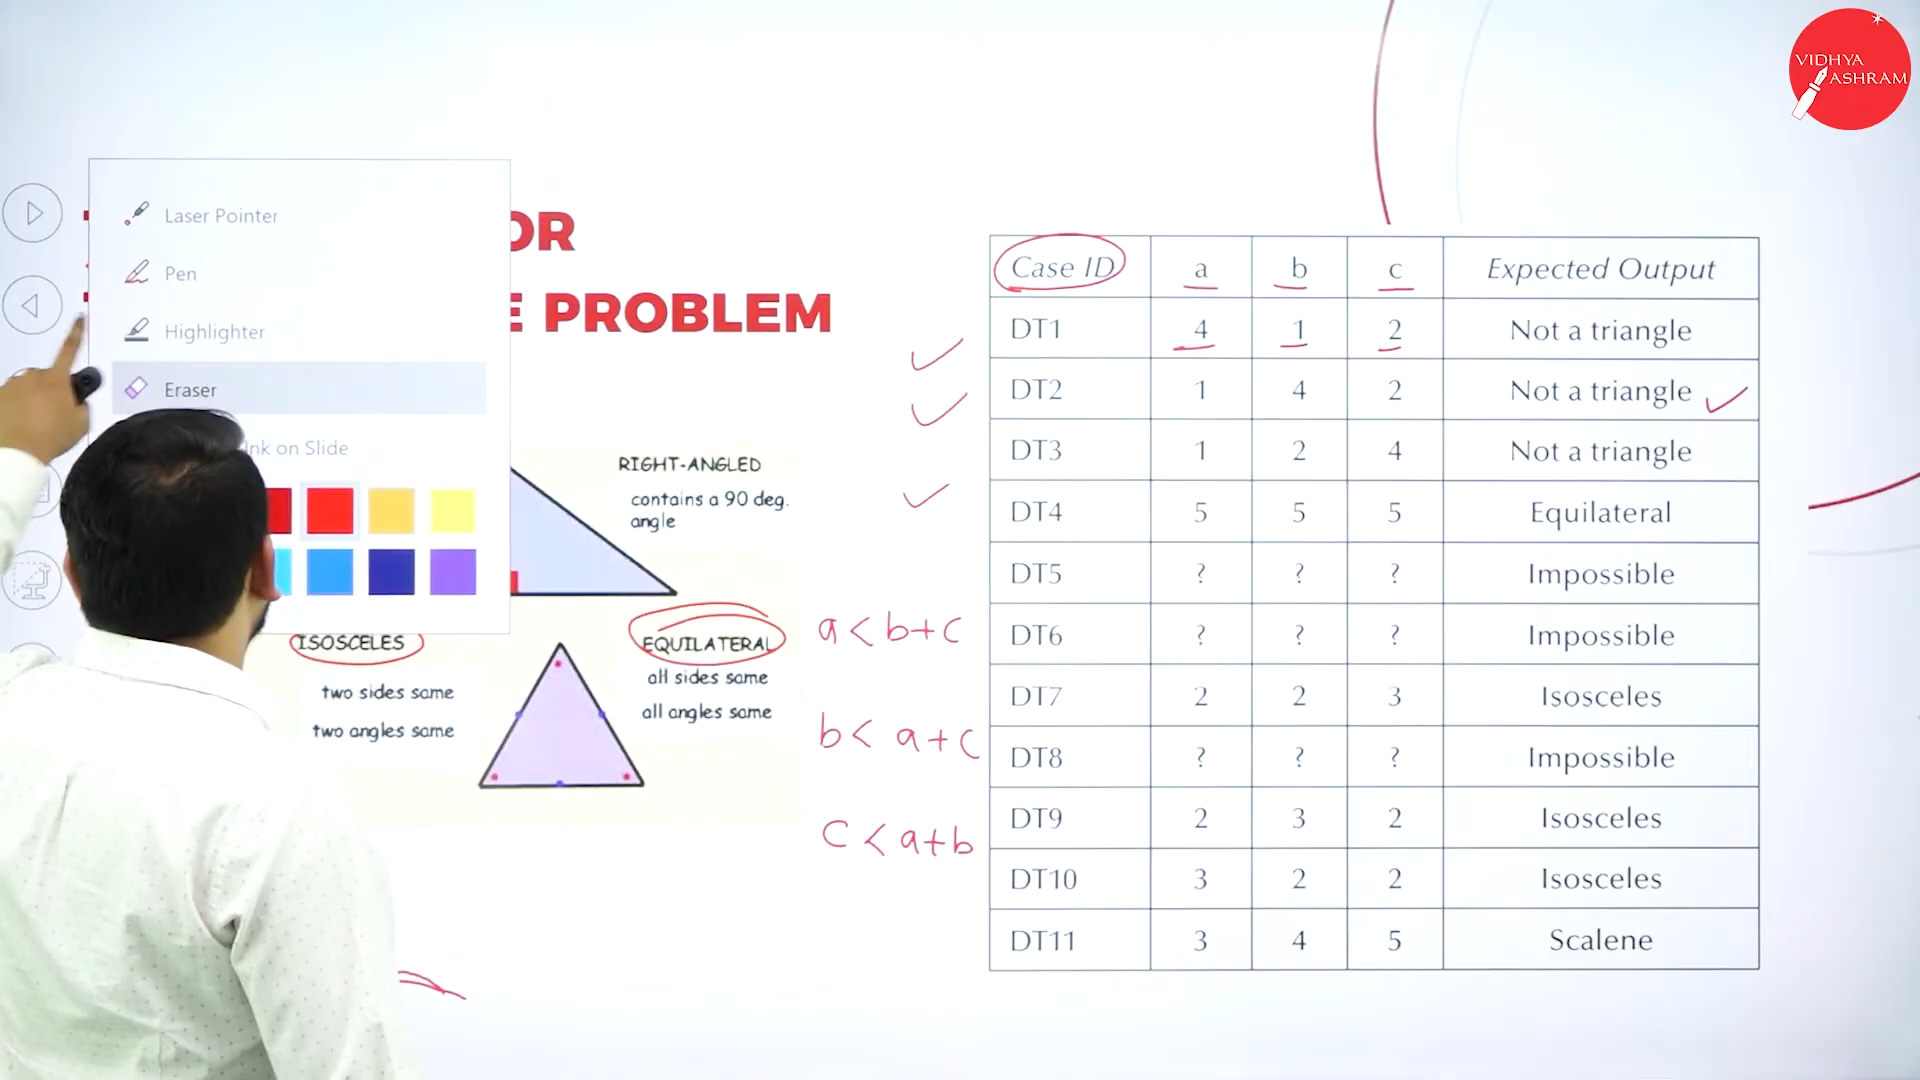 VIDHYA
ASHRAM
Laser Pointer
Pen
Highlighter
Eraser
Ink on Slide
OR
E PROBLEM
RIGHT-ANGLED
contains a 90 deg.
angle
ISOSCELES
two sides same
two angles same
EQUILATERAL
all sides same
all angles same
a < b+c
b < a+c
c < a+b
Case ID a b c Expected Output
DT1 4 1 2 Not a triangle
DT2 1 4 2 Not a triangle
DT3 1 2 4 Not a triangle
DT4 5 5 5 Equilateral
DT5 ? ? ? Impossible
DT6 ? ? ? Impossible
DT7 2 2 3 Isosceles
DT8 ? ? ? Impossible
DT9 2 3 2 Isosceles
DT10 3 2 2 Isosceles
DT11 3 4 5 Scalene